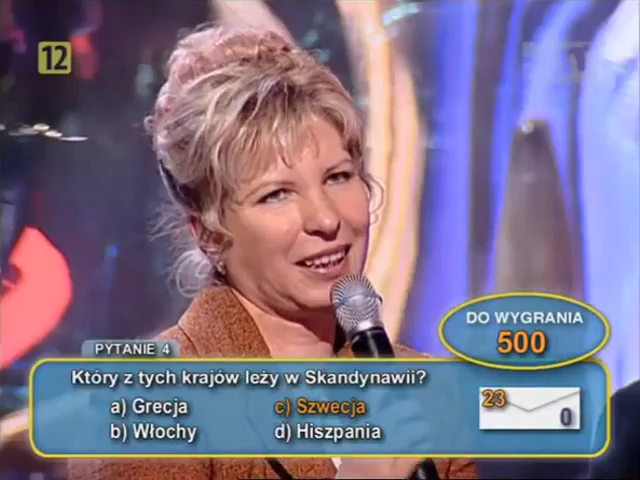 12
DO WYGRANIA
500
PYTANIE 4
Który z tych krajów leży w Skandynawii?
a) Grecja
c) Szwecja
b) Włochy
d) Hiszpania
23
0